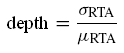 depth = σ_RTA / μ_RTA